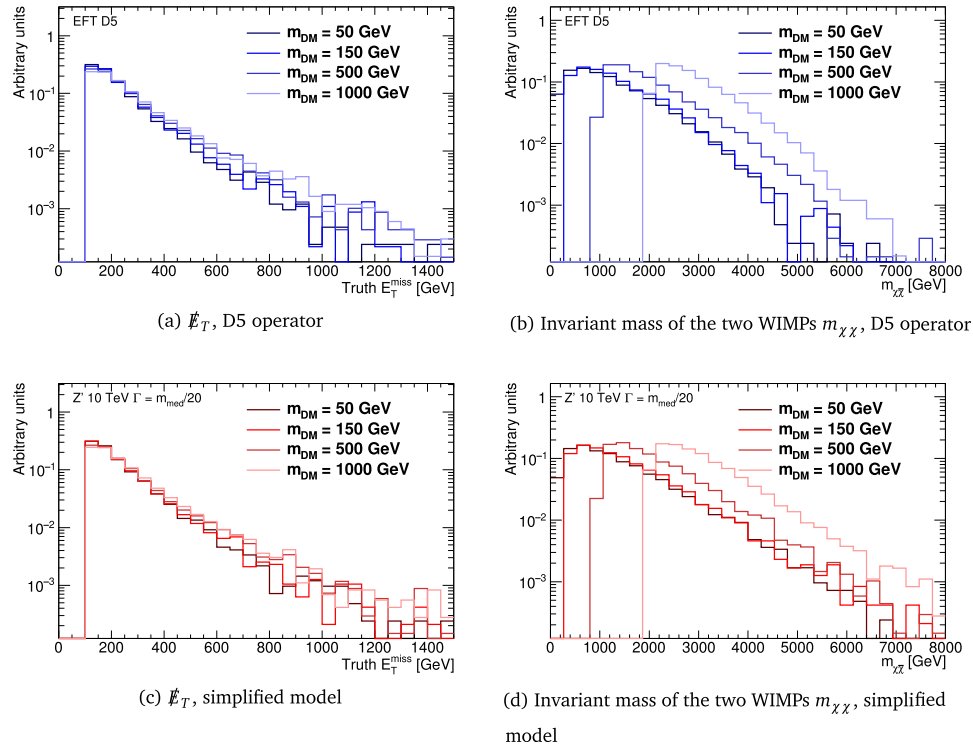 EFT D5
Arbitrary units
m_DM = 50 GeV
m_DM = 150 GeV
m_DM = 500 GeV
m_DM = 1000 GeV
1
10^-1
10^-2
10^-3
0 200 400 600 800 1000 1200 1400
Truth E_T^miss [GeV]
(a) E̸_T, D5 operator
EFT D5
Arbitrary units
m_DM = 50 GeV
m_DM = 150 GeV
m_DM = 500 GeV
m_DM = 1000 GeV
1
10^-1
10^-2
10^-3
0 1000 2000 3000 4000 5000 6000 7000 8000
m_χχ̄ [GeV]
(b) Invariant mass of the two WIMPs m_χχ, D5 operator
Z' 10 TeV Γ = m_med/20
Arbitrary units
m_DM = 50 GeV
m_DM = 150 GeV
m_DM = 500 GeV
m_DM = 1000 GeV
1
10^-1
10^-2
10^-3
0 200 400 600 800 1000 1200 1400
Truth E_T^miss [GeV]
(c) E̸_T, simplified model
Z' 10 TeV Γ = m_med/20
Arbitrary units
m_DM = 50 GeV
m_DM = 150 GeV
m_DM = 500 GeV
m_DM = 1000 GeV
1
10^-1
10^-2
10^-3
0 1000 2000 3000 4000 5000 6000 7000 8000
m_χχ̄ [GeV]
(d) Invariant mass of the two WIMPs m_χχ, simplified
model